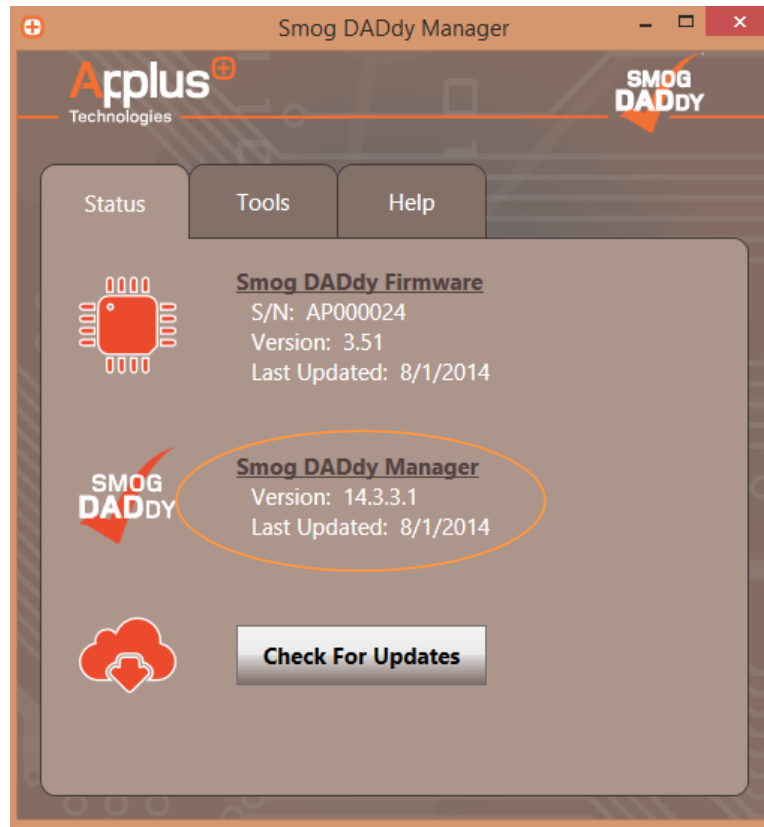 Smog DADdy Manager
Applus+
Technologies
SMOG
DADDY
Status
Tools
Help
Smog DADdy Firmware
S/N: AP000024
Version: 3.51
Last Updated: 8/1/2014
SMOG
DADDY
Smog DADdy Manager
Version: 14.3.3.1
Last Updated: 8/1/2014
Check For Updates